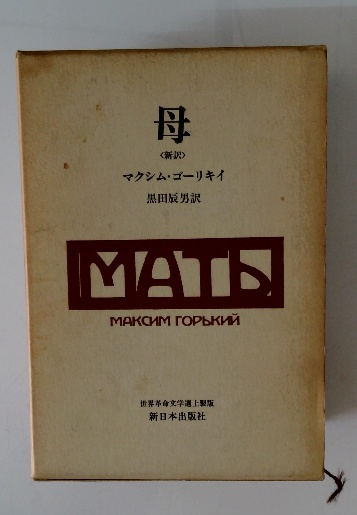 母
〈新訳〉
マクシム・ゴーリキイ
黒田辰男訳
МАТЬ
МАКСИМ ГОРЬКИЙ
世界革命文学選上製版
新日本出版社